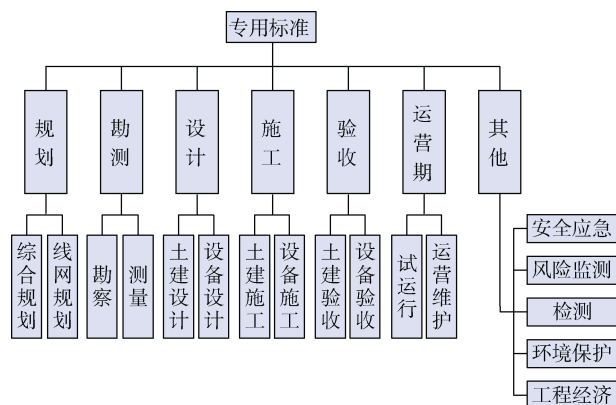 专用标准
规划
勘测
设计
施工
验收
运营期
其他
综合规划
线网规划
勘察
测量
土建设计
设备设计
土建施工
设备施工
土建验收
设备验收
试运行
运营维护
安全应急
风险监测
检测
环境保护
工程经济